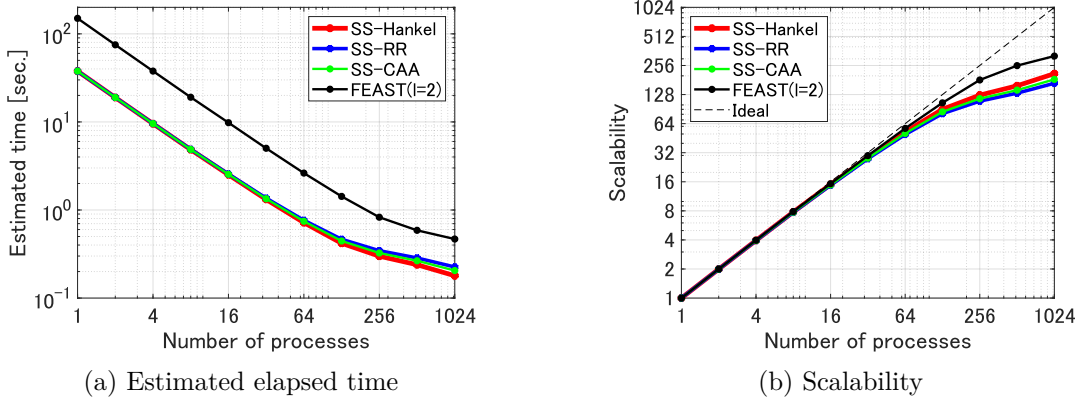 10^2
10^1
10^0
10^-1
Estimated time [sec.]
SS-Hankel
SS-RR
SS-CAA
FEAST(l=2)
1 4 16 64 256 1024
Number of processes
(a) Estimated elapsed time
1024
512
256
128
64
32
16
8
4
2
1
Scalability
SS-Hankel
SS-RR
SS-CAA
FEAST(l=2)
Ideal
1 4 16 64 256 1024
Number of processes
(b) Scalability